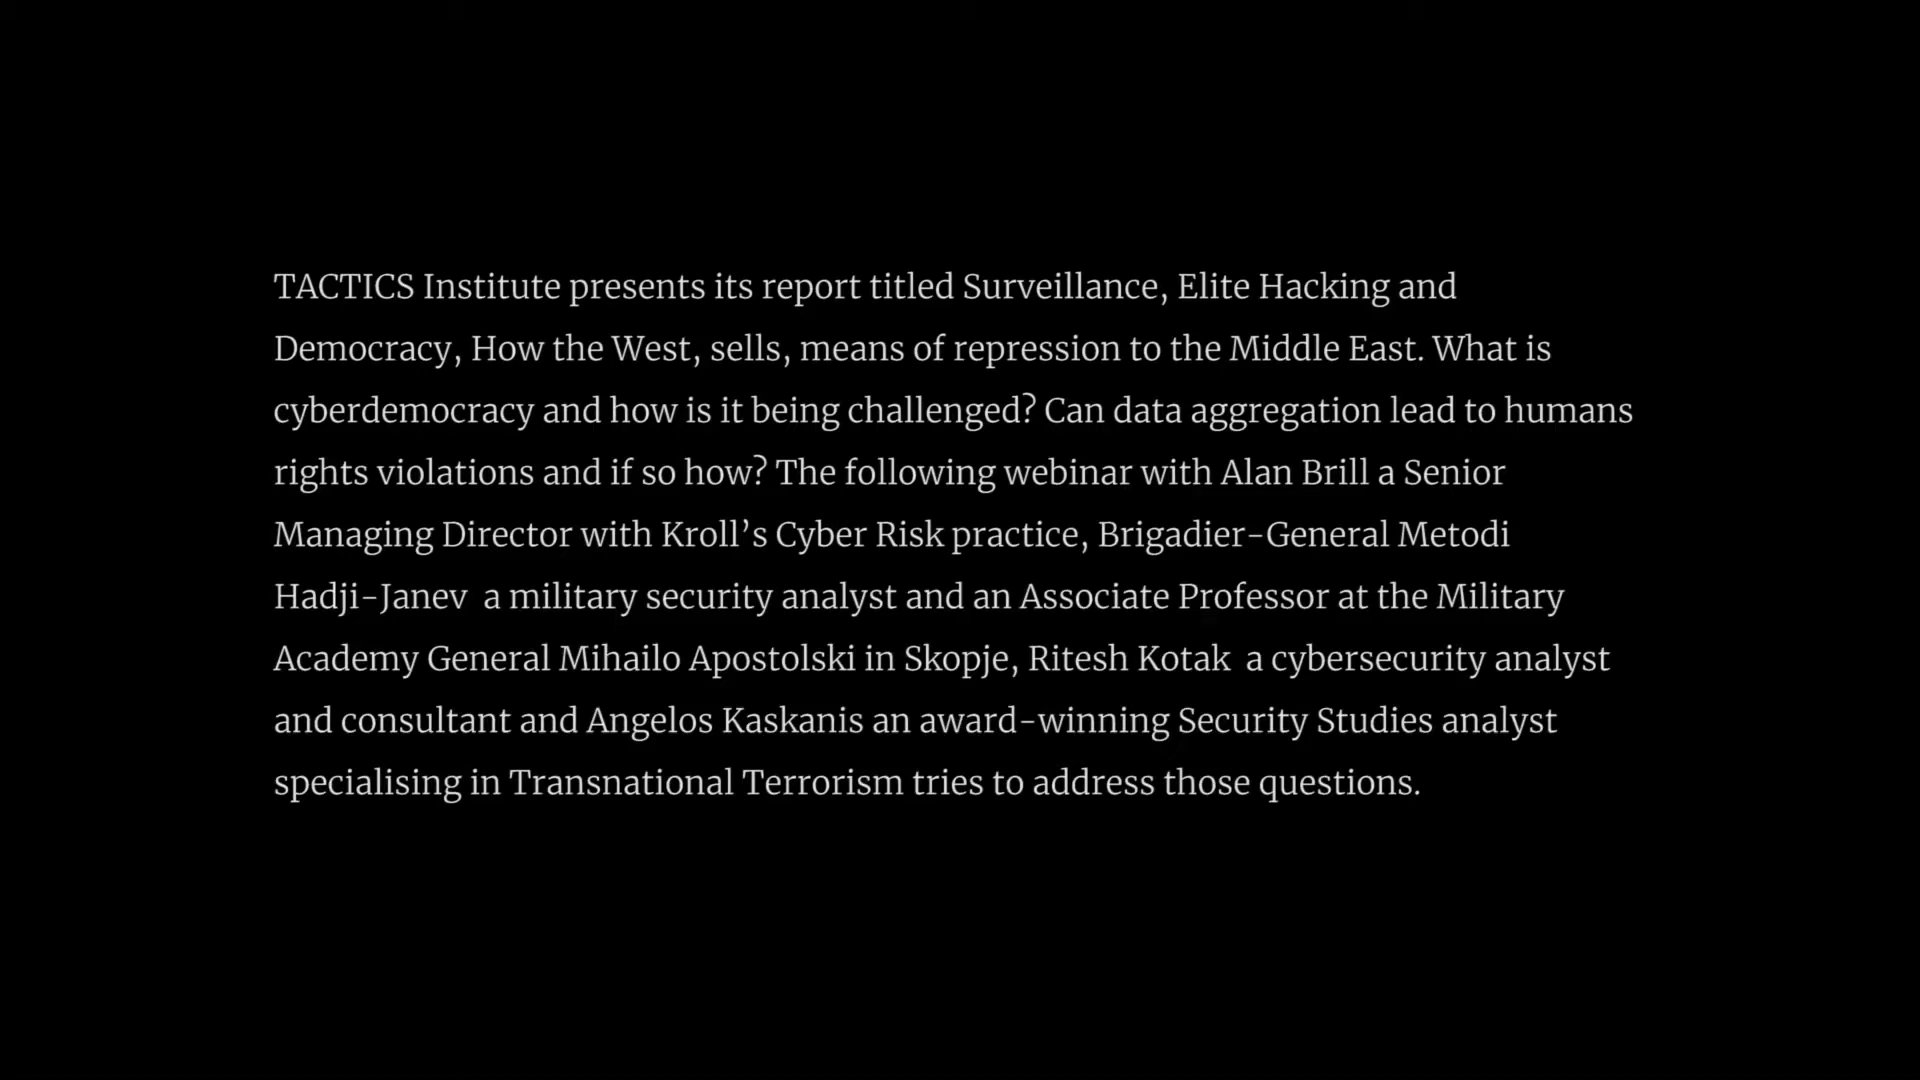 TACTICS Institute presents its report titled Surveillance, Elite Hacking and
Democracy, How the West, sells, means of repression to the Middle East. What is
cyberdemocracy and how is it being challenged? Can data aggregation lead to humans
rights violations and if so how? The following webinar with Alan Brill a Senior
Managing Director with Kroll’s Cyber Risk practice, Brigadier-General Metodi
Hadji-Janev  a military security analyst and an Associate Professor at the Military
Academy General Mihailo Apostolski in Skopje, Ritesh Kotak  a cybersecurity analyst
and consultant and Angelos Kaskanis an award-winning Security Studies analyst
specialising in Transnational Terrorism tries to address those questions.